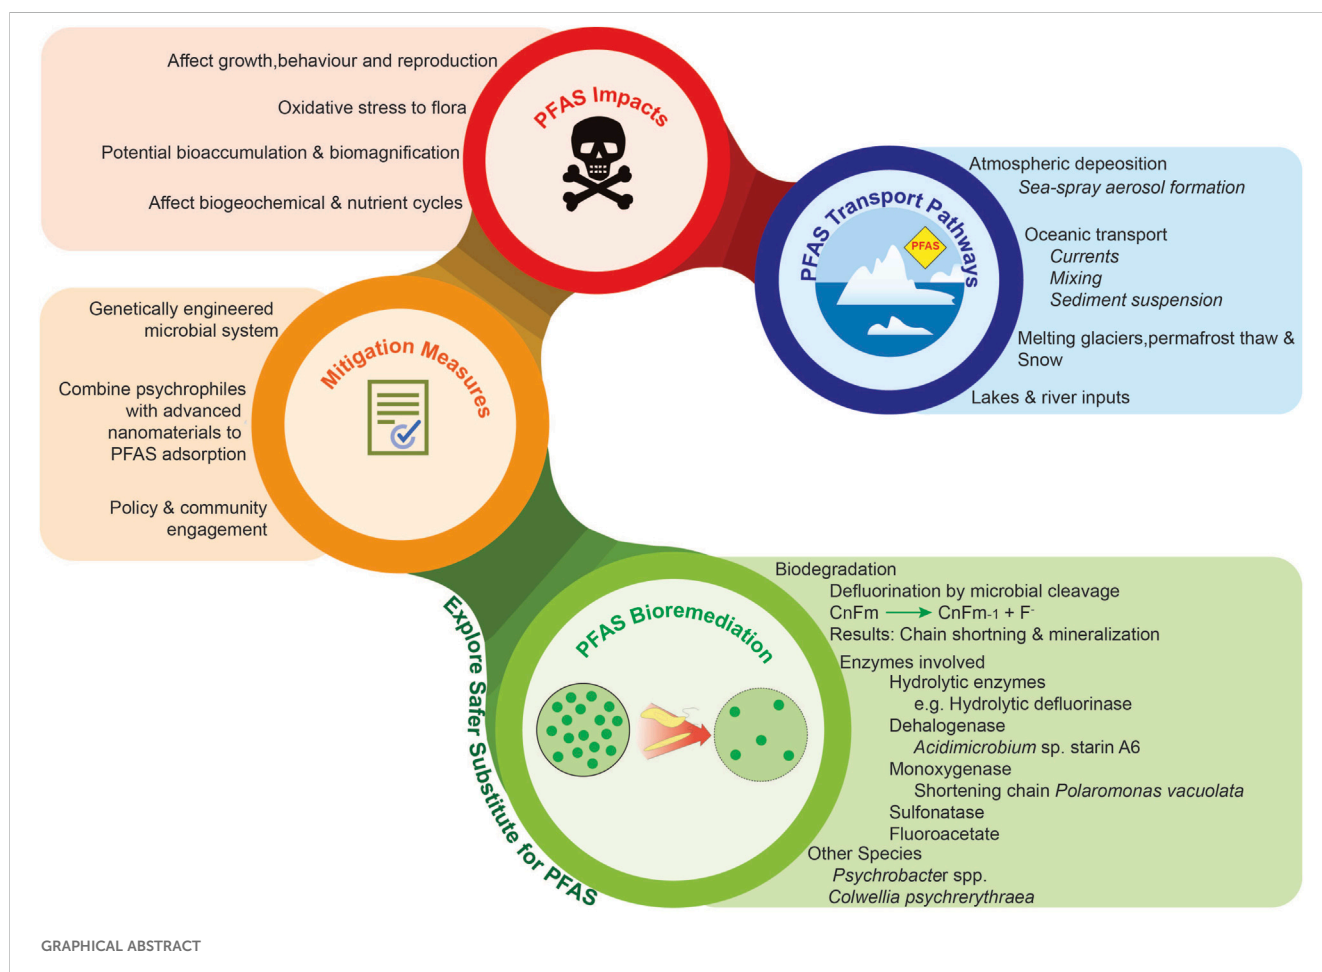 PFAS Impacts
Affect growth,behaviour and reproduction
Oxidative stress to flora
Potential bioaccumulation & biomagnification
Affect biogeochemical & nutrient cycles
PFAS Transport Pathways
PFAS
Atmospheric depeosition
Sea-spray aerosol formation
Oceanic transport
Currents
Mixing
Sediment suspension
Melting glaciers,permafrost thaw &
Snow
Lakes & river inputs
Mitigation Measures
Genetically engineered
microbial system
Combine psychrophiles
with advanced
nanomaterials to
PFAS adsorption
Policy & community
engagement
Explore Safer Substitute for PFAS
PFAS Bioremediation
Biodegradation
Defluorination by microbial cleavage
CnFm ⟶ CnFm-1 + F-
Results: Chain shortning & mineralization
Enzymes involved
Hydrolytic enzymes
e.g. Hydrolytic defluorinase
Dehalogenase
Acidimicrobium sp. starin A6
Monoxygenase
Shortening chain Polaromonas vacuolata
Sulfonatase
Fluoroacetate
Other Species
Psychrobacter spp.
Colwellia psychrerythraea
GRAPHICAL ABSTRACT